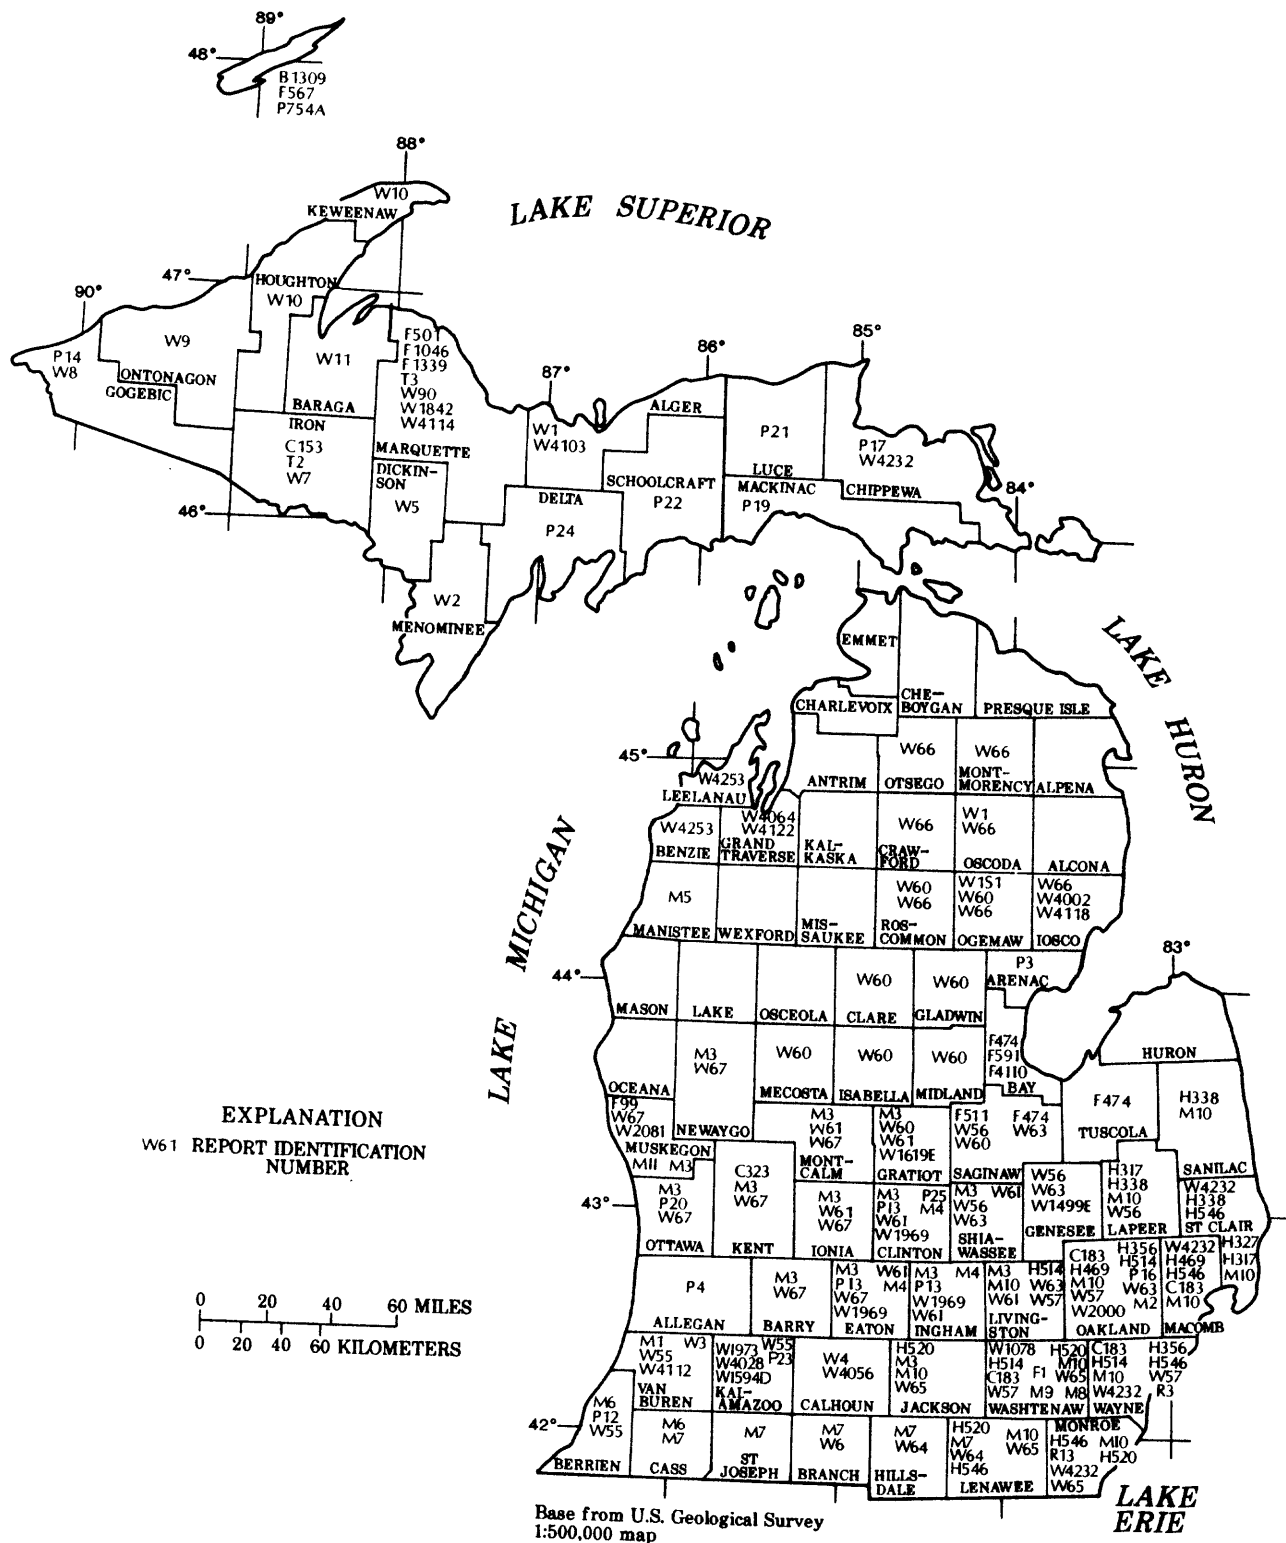 89°
48°
B1309
F567
P754A
88°
W10
KEWEENAW
LAKE SUPERIOR
47°
HOUGHTON
W10
90°
W9
P14
W8
ONTONAGON
GOGEBIC
W11
BARAGA
IRON
C153
T2
W7
F501
F1046
F1339
T3
W90
W1842
W4114
MARQUETTE
DICKIN-
SON
W5
46°
87°
W1
W4103
86°
ALGER
85°
P21
LUCE
P17
W4232
SCHOOLCRAFT
P22
MACKINAC
P19
CHIPPEWA
84°
DELTA
P24
W2
MENOMINEE
LAKE HURON
EMMET
CHARLEVOIX
CHE-
BOYGAN
PRESQUE ISLE
45°
W4253
LEELANAU
ANTRIM
W66
OTSEGO
W66
MONT-
MORENCY
ALPENA
LAKE MICHIGAN
W4253
BENZIE
W4064
W4122
GRAND
TRAVERSE
KAL-
KASKA
W66
CRAW-
FORD
W1
W66
OSCODA
ALCONA
M5
MANISTEE
WEXFORD
MIS-
SAUKEE
W60
W66
ROS-
COMMON
W151
W60
W66
OGEMAW
W66
W4002
W4118
IOSCO
44°
MASON
LAKE
OSCEOLA
W60
CLARE
W60
GLADWIN
P3
ARENAC
83°
HURON
OCEANA
M3
W67
NEWAYGO
W60
MECOSTA
W60
ISABELLA
W60
MIDLAND
F474
F591
F4110
BAY
F474
TUSCOLA
H338
M10
SANILAC
EXPLANATION
W61 REPORT IDENTIFICATION
NUMBER
F99
W67
W2081
MUSKEGON
M11 M3
M3
W61
W67
MONT-
CALM
M3
W60
W61
W1619E
GRATIOT
F511
W56
W60
F474
W63
SAGINAW
43°
M3
P20
W67
OTTAWA
C323
M3
W67
KENT
M3
W61
W67
IONIA
M3 P25
P13 M4
W61
W1969
CLINTON
M3 W61
W56
W63
SHIA-
WASSEE
W56
W63
W1499E
GENESEE
H317
H338
M10
W56
LAPEER
W4232
H338
H546
ST CLAIR
H327
H317
M10
0 20 40 60 MILES
0 20 40 60 KILOMETERS
P4
ALLEGAN
M3
W67
BARRY
M3 W61
P13 M4
W67
W1969
EATON
M3 M4
P13
W1969
W61
INGHAM
M3 H514
M10 W63
W61 W57
LIVING-
STON
C183 H356
H469 H514
M10 P16
W57 W63
W2000 M2
OAKLAND
W4232
H469
H546
C183
M10
MACOMB
M1 W3
W55
W4112
VAN
BUREN
W1973 W55
W4028 P23
W1594D
KAL-
AMAZOO
W4
W4056
CALHOUN
H520
M3
M10
W65
JACKSON
W1078 H520
H514 M10
C183 F1 W65
W57 M9 M8
WASHTENAW
C183 H356
H514 H546
M10 W57
W4232 R3
WAYNE
42°
M6
P12
W55
BERRIEN
M6
M7
CASS
M7
ST
JOSEPH
M7
W6
BRANCH
M7
W64
HILLS-
DALE
H520
M7 M10
W64 W65
H546
LENAWEE
MONROE
H546 M10
R13 H520
W4232
W65
LAKE
ERIE
Base from U.S. Geological Survey
1:500,000 map